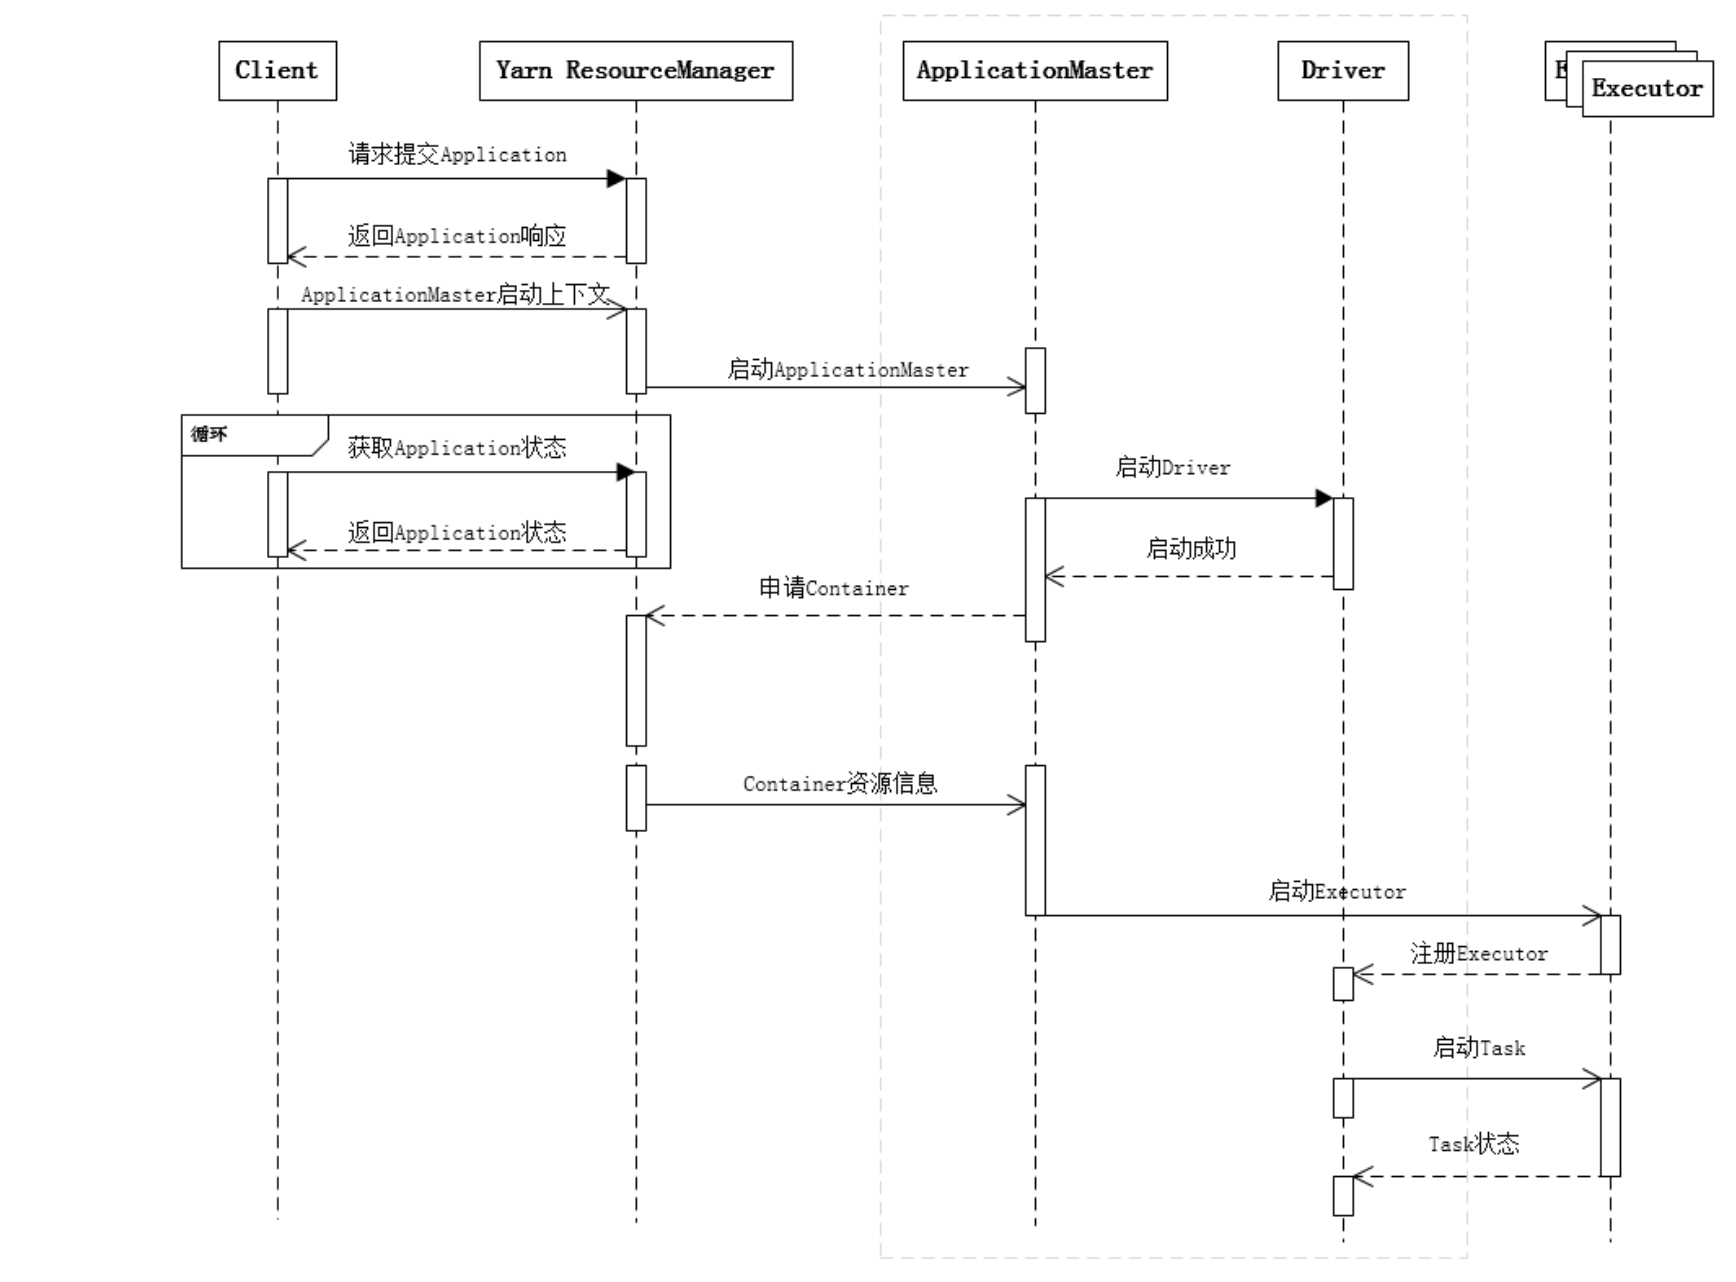 Client
Yarn ResourceManager
ApplicationMaster
Driver
E
Executor
请求提交Application
返回Application响应
ApplicationMaster启动上下文
启动ApplicationMaster
循环
获取Application状态
启动Driver
返回Application状态
启动成功
申请Container
Container资源信息
启动Executor
注册Executor
启动Task
Task状态